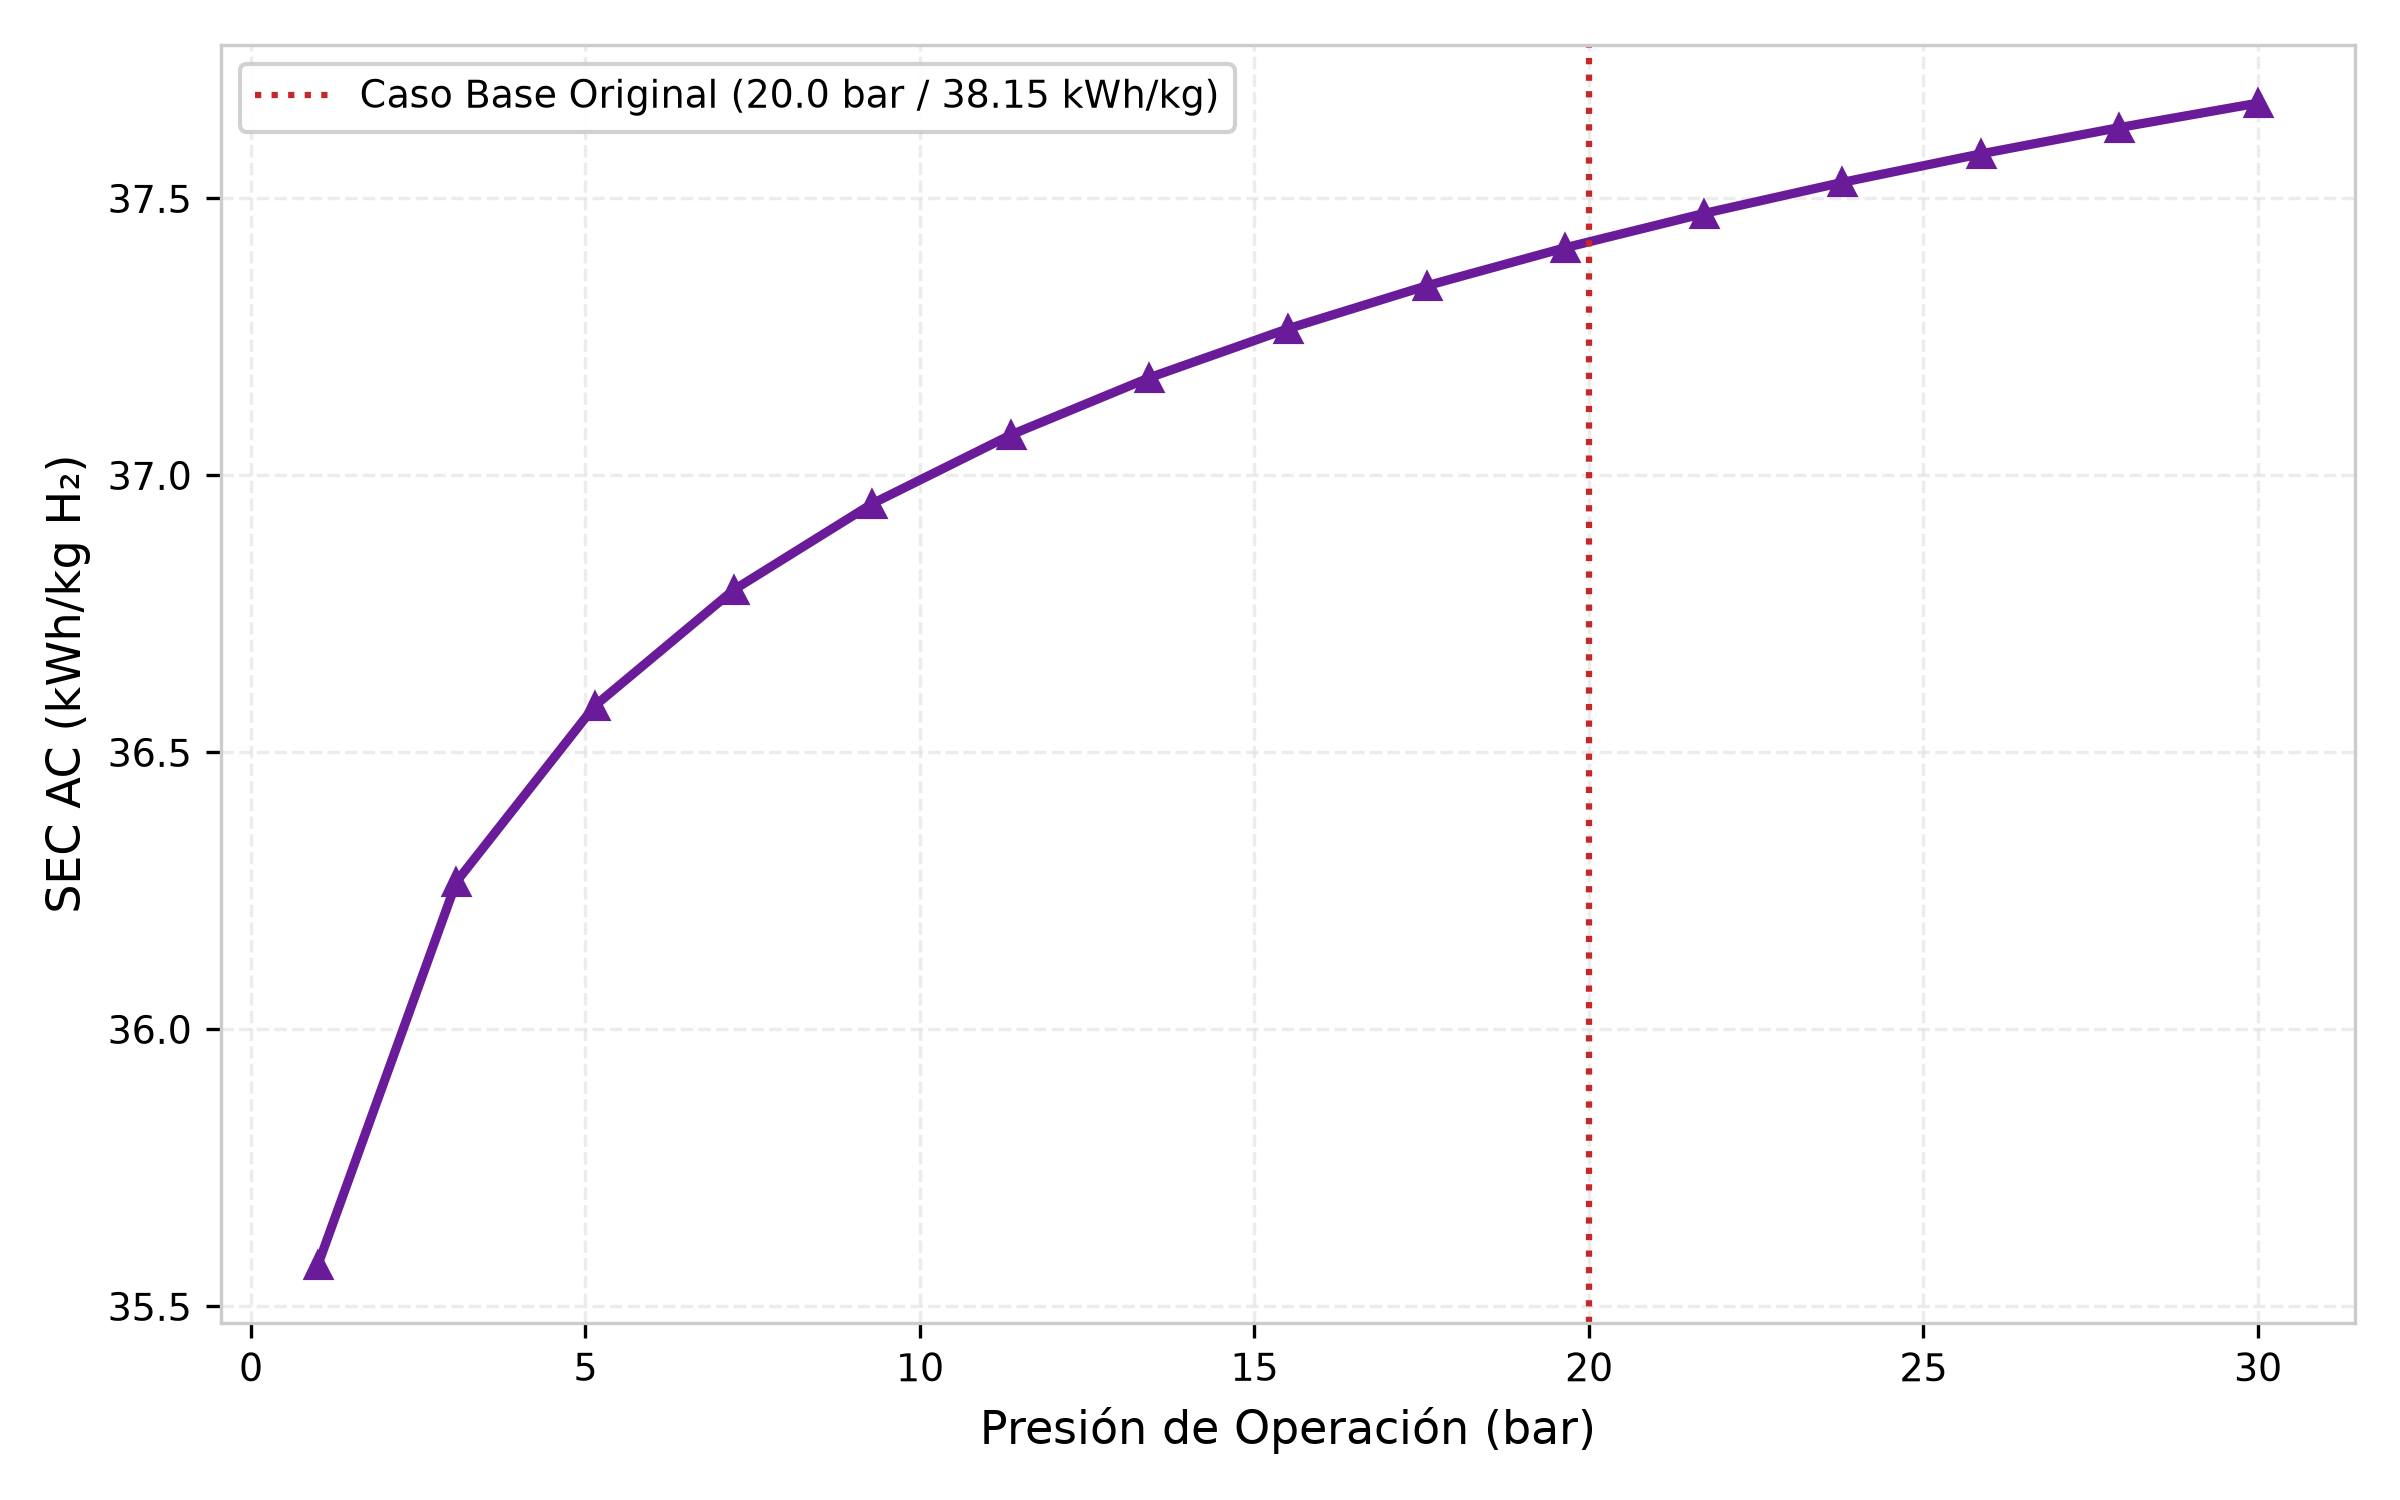 Caso Base Original (20.0 bar / 38.15 kWh/kg)
SEC AC (kWh/kg H₂)
37.5
37.0
36.5
36.0
35.5
0 5 10 15 20 25 30
Presión de Operación (bar)